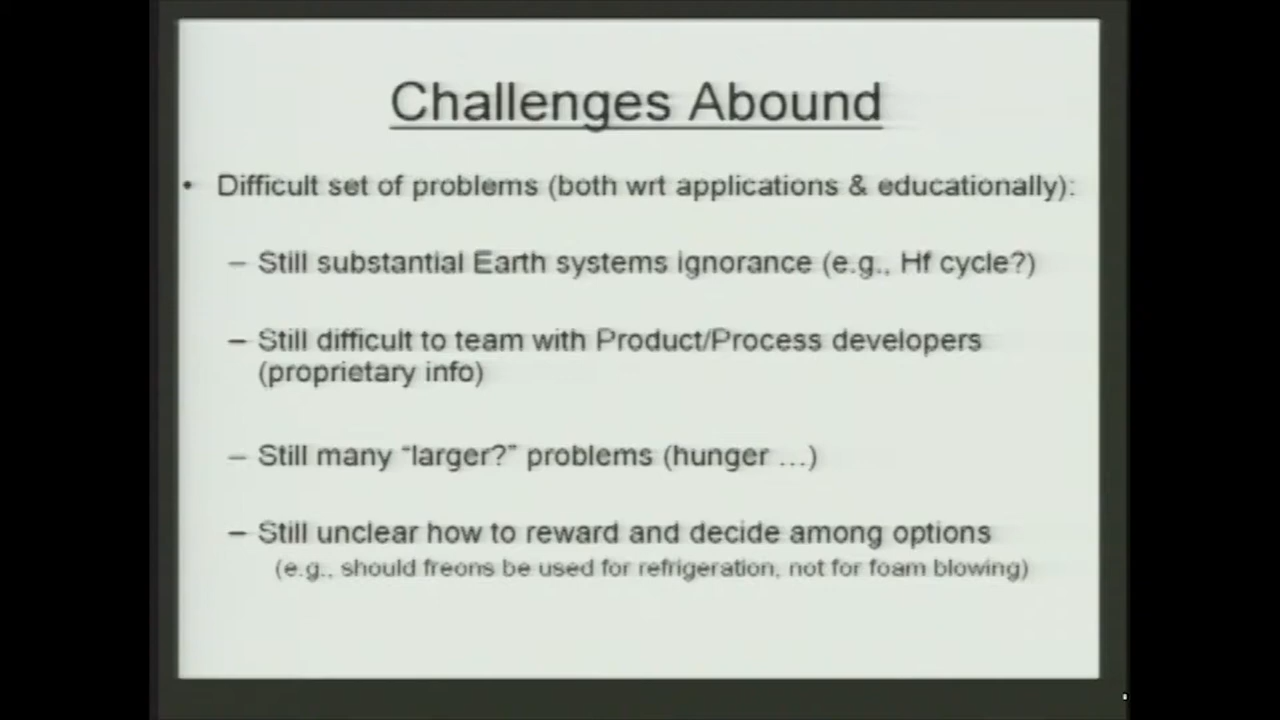 Challenges Abound
• Difficult set of problems (both wrt applications & educationally):
– Still substantial Earth systems ignorance (e.g., Hf cycle?)
– Still difficult to team with Product/Process developers
(proprietary info)
– Still many “larger?” problems (hunger …)
– Still unclear how to reward and decide among options
(e.g., should freons be used for refrigeration, not for foam blowing)